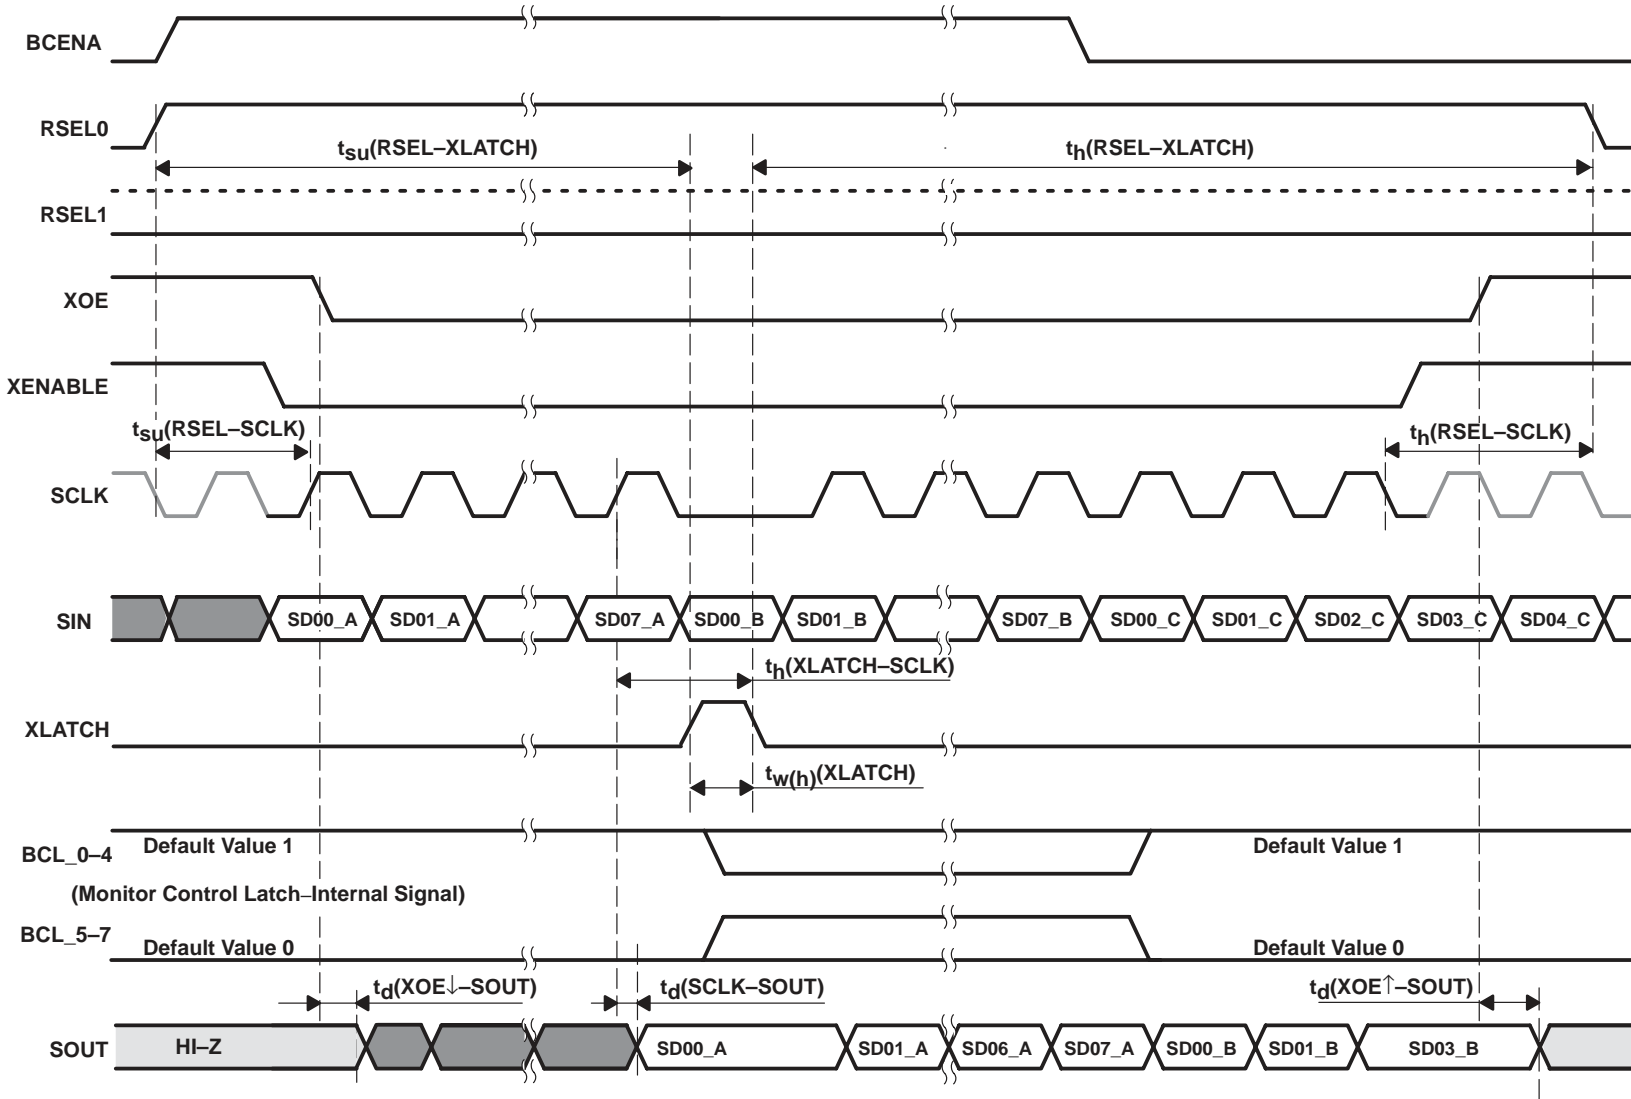 BCENA
RSEL0
tsu(RSEL–XLATCH)
th(RSEL–XLATCH)
RSEL1
XOE
XENABLE
tsu(RSEL–SCLK)
th(RSEL–SCLK)
SCLK
SIN
SD00_A
SD01_A
SD07_A
SD00_B
SD01_B
SD07_B
SD00_C
SD01_C
SD02_C
SD03_C
SD04_C
th(XLATCH–SCLK)
XLATCH
tw(h)(XLATCH)
BCL_0–4
Default Value 1
Default Value 1
(Monitor Control Latch–Internal Signal)
BCL_5–7
Default Value 0
Default Value 0
td(XOE↓–SOUT)
td(SCLK–SOUT)
td(XOE↑–SOUT)
SOUT
HI–Z
SD00_A
SD01_A
SD06_A
SD07_A
SD00_B
SD01_B
SD03_B